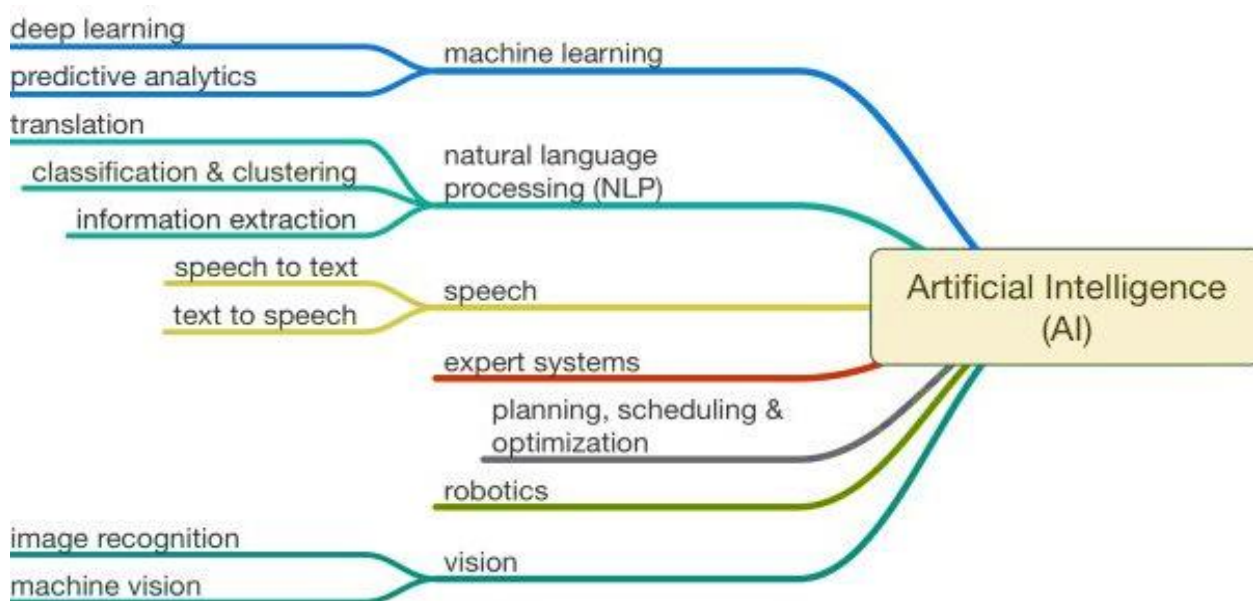 deep learning
predictive analytics
machine learning
translation
classification & clustering
information extraction
natural language
processing (NLP)
speech to text
text to speech
speech
expert systems
planning, scheduling &
optimization
robotics
image recognition
machine vision
vision
Artificial Intelligence
(AI)